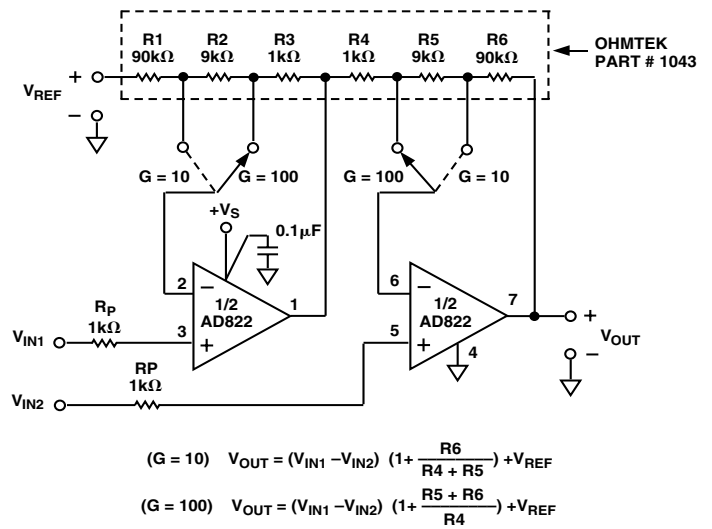 R1 R2 R3 R4 R5 R6
90kΩ 9kΩ 1kΩ 1kΩ 9kΩ 90kΩ
OHMTEK
PART # 1043
+
VREF
–
G = 10 G = 100 G = 100 G = 10
+VS
0.1μF
2 – 1/2 AD822 1
3 +
6 – 1/2 AD822 7
5 +
4
RP
1kΩ
VIN1
RP
1kΩ
VIN2
+
VOUT
–
(G = 10) VOUT = (VIN1 –VIN2) (1+ R6 / R4 + R5) +VREF
(G = 100) VOUT = (VIN1 –VIN2) (1+ R5 + R6 / R4) +VREF